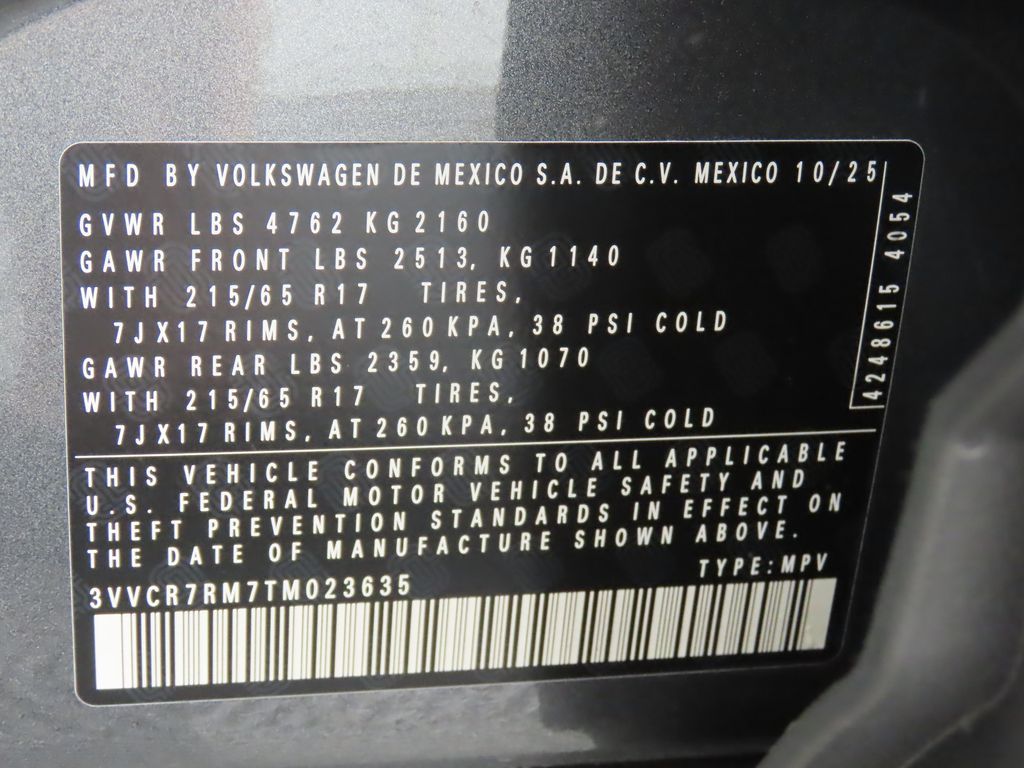 MFD BY VOLKSWAGEN DE MEXICO S.A. DE C.V. MEXICO 10/25
GVWR LBS 4762 KG 2160
GAWR FRONT LBS 2513, KG 1140
WITH 215/65 R17 TIRES,
7JX17 RIMS, AT 260 KPA, 38 PSI COLD
GAWR REAR LBS 2359, KG 1070
WITH 215/65 R17 TIRES,
7JX17 RIMS, AT 260 KPA, 38 PSI COLD
4248615 4054
THIS VEHICLE CONFORMS TO ALL APPLICABLE
U.S. FEDERAL MOTOR VEHICLE SAFETY AND
THEFT PREVENTION STANDARDS IN EFFECT ON
THE DATE OF MANUFACTURE SHOWN ABOVE.
TYPE: MPV
3VVCR7RM7TM023635